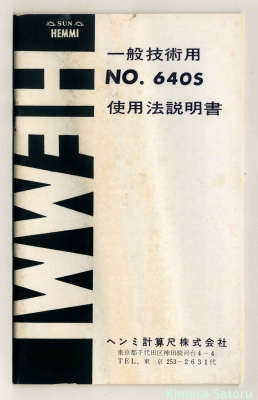 SUN
HEMMI
HEMMI
一般技術用
NO. 640S
使用法説明書
ヘンミ計算尺株式会社
東京都千代田区神田駿河台4-4
TEL. 東京 253-2631代
Kimura Satoru